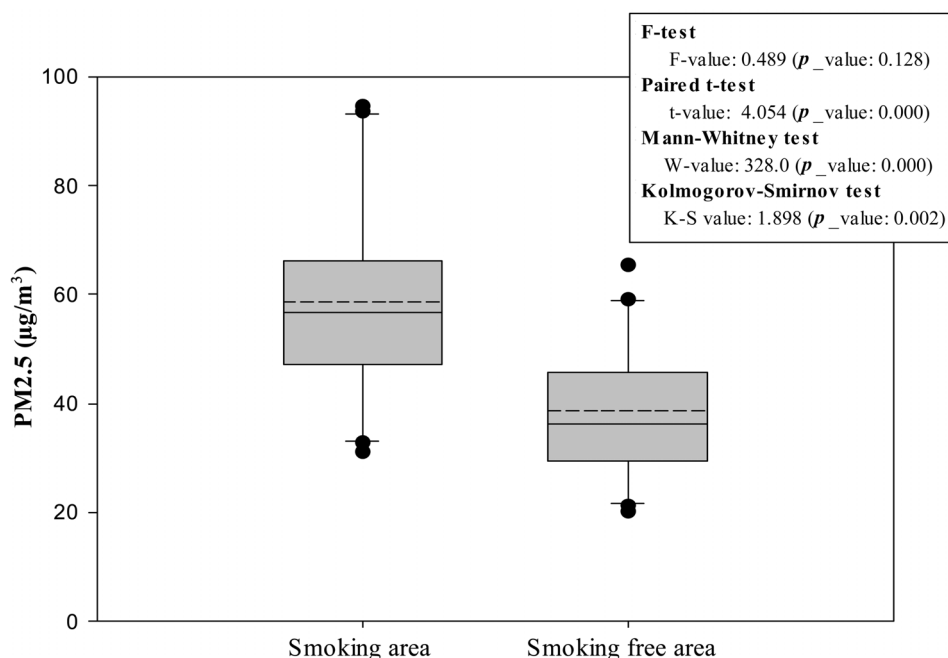 F-test
F-value: 0.489 (p_value: 0.128)
Paired t-test
t-value: 4.054 (p_value: 0.000)
Mann-Whitney test
W-value: 328.0 (p_value: 0.000)
Kolmogorov-Smirnov test
K-S value: 1.898 (p_value: 0.002)
100
80
60
40
20
0
PM2.5 (µg/m³)
Smoking area
Smoking free area